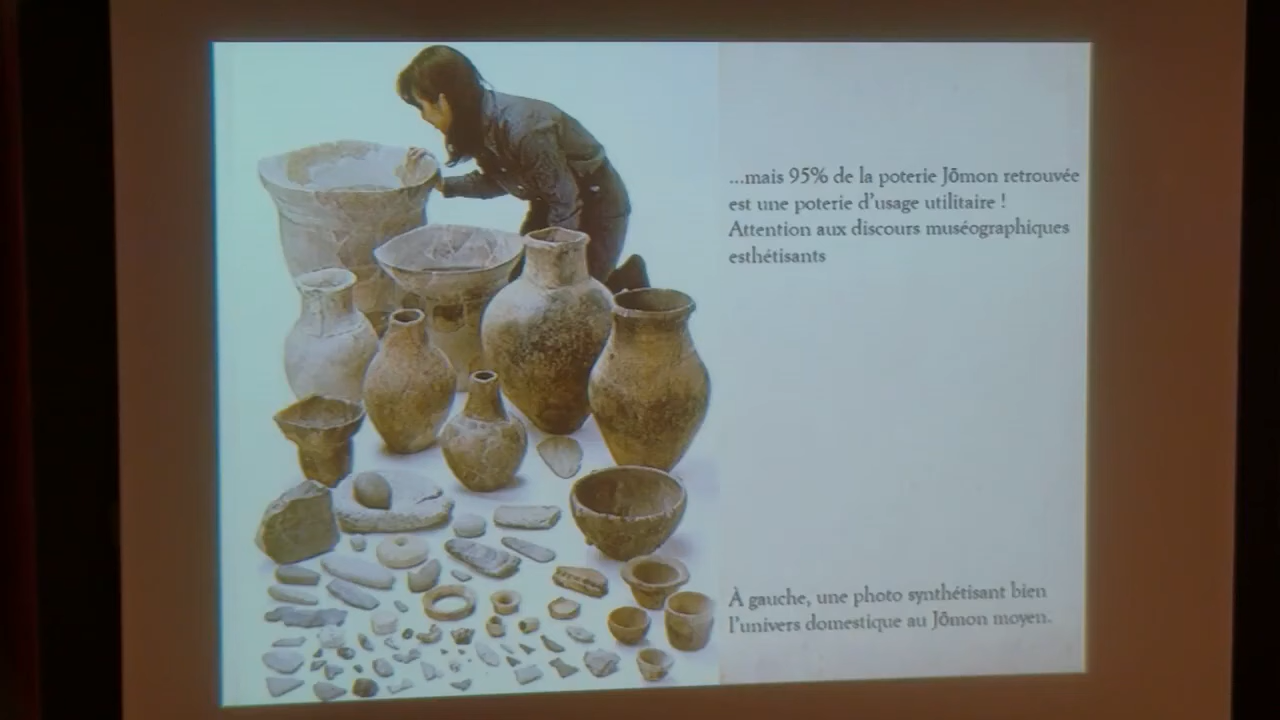 ...mais 95% de la poterie Jōmon retrouvée
est une poterie d'usage utilitaire !
Attention aux discours muséographiques
esthétisants
À gauche, une photo synthétisant bien
l'univers domestique au Jōmon moyen.